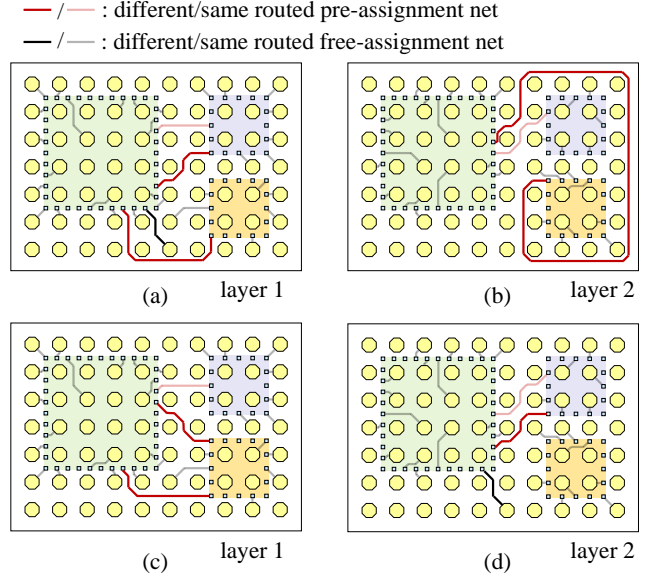 — / — : different/same routed pre-assignment net
— / — : different/same routed free-assignment net
(a) layer 1
(b) layer 2
(c) layer 1
(d) layer 2